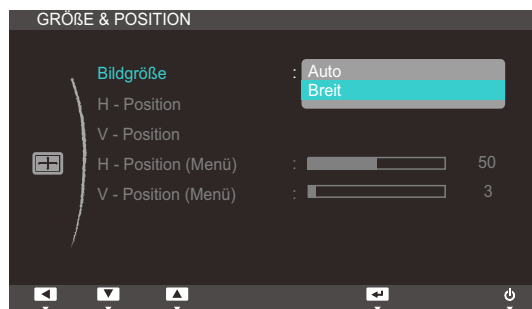 GRÖßE & POSITION
Bildgröße : Auto
Breit
H - Position
V - Position
H - Position (Menü) : 50
V - Position (Menü) : 3